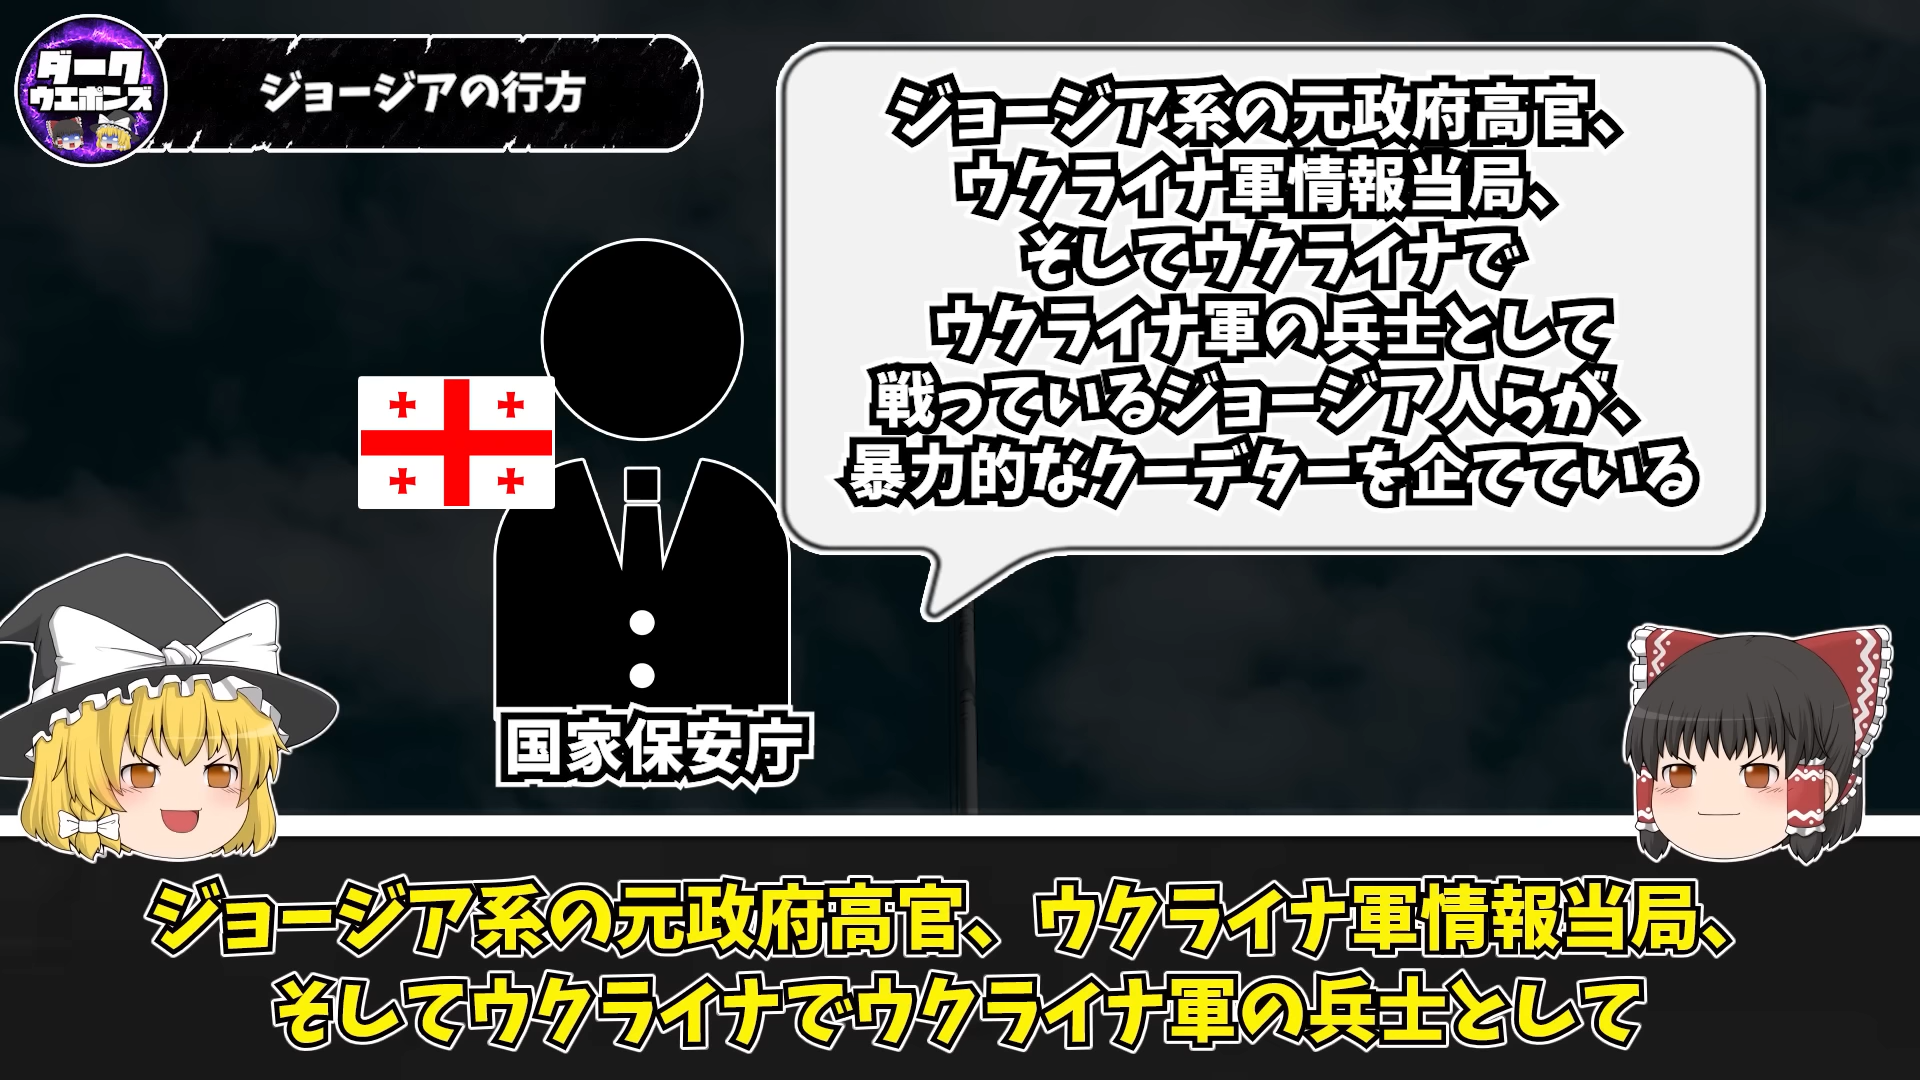 ダーク
ウエポンズ
ジョージアの行方
ジョージア系の元政府高官、
ウクライナ軍情報当局、
そしてウクライナで
ウクライナ軍の兵士として
戦っているジョージア人らが、
暴力的なクーデターを企てている
国家保安庁
ジョージア系の元政府高官、ウクライナ軍情報当局、
そしてウクライナでウクライナ軍の兵士として